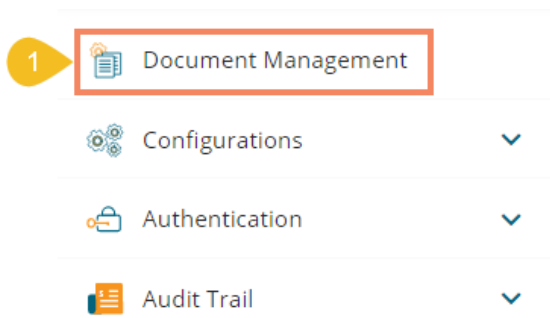 1
Document Management
Configurations
Authentication
Audit Trail